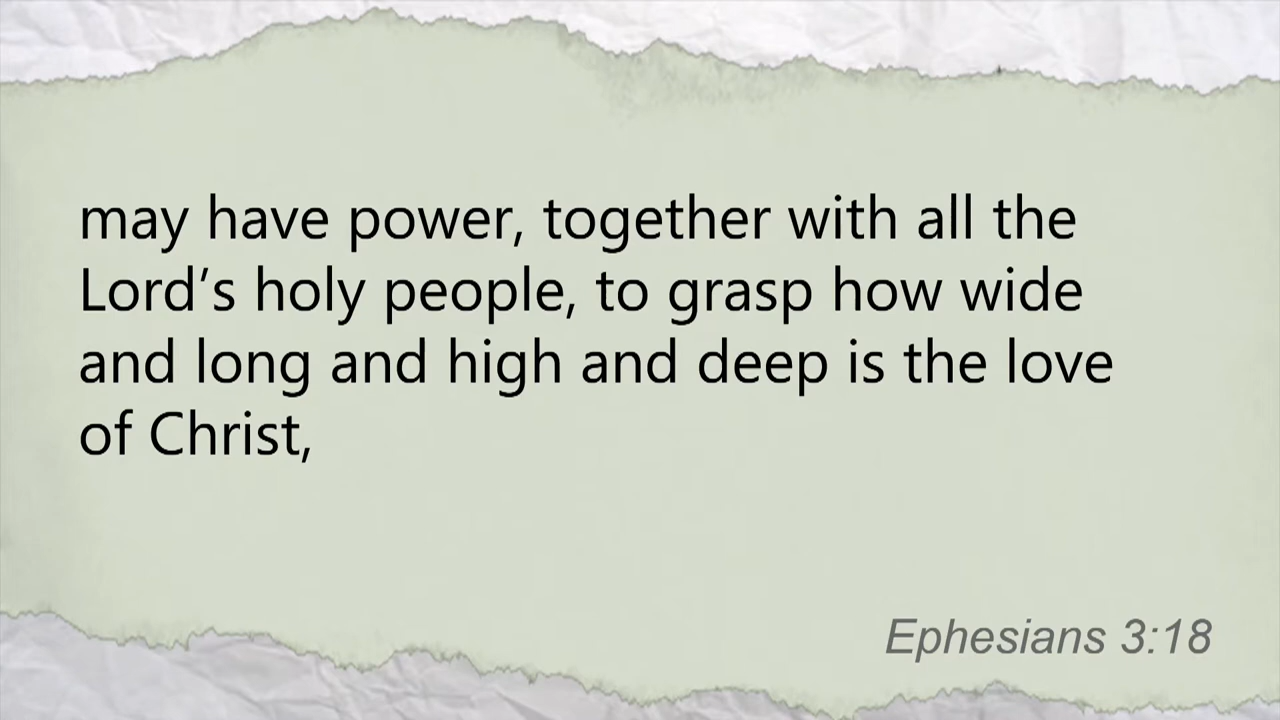 may have power, together with all the
Lord’s holy people, to grasp how wide
and long and high and deep is the love
of Christ,
Ephesians 3:18